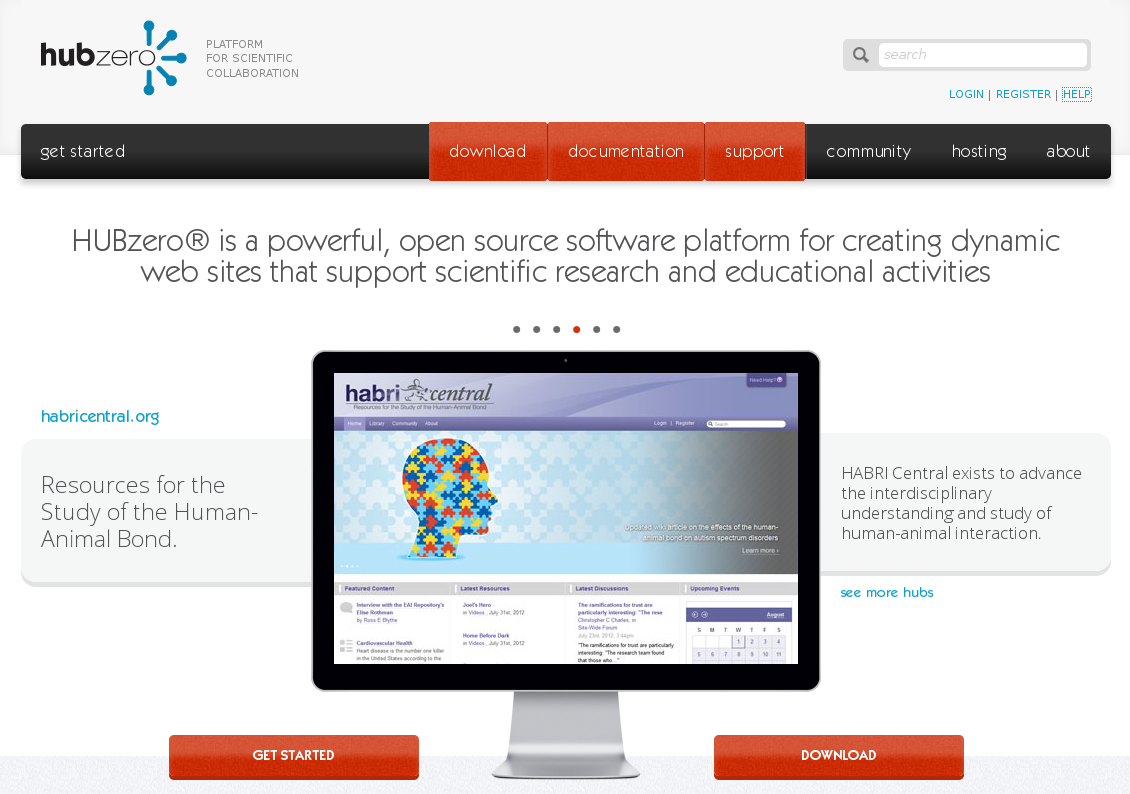 hubzero
PLATFORM
FOR SCIENTIFIC
COLLABORATION
search
LOGIN | REGISTER | HELP
get started
download
documentation
support
community
hosting
about
HUBzero® is a powerful, open source software platform for creating dynamic
web sites that support scientific research and educational activities
habricentral.org
Resources for the
Study of the Human-
Animal Bond.
habri central
Resources for the Study of the Human-Animal Bond
Need Help?
Home Library Community About
Login | Register
Search
Updated wiki article on the effects of the human-
animal bond on autism spectrum disorders
Learn more ›
Featured Content
Interview with the EAI Repository's
Elise Rothman
by Ross E Blythe
Cardiovascular Health
Heart disease is the number one killer
in the United States according to the
Latest Resources
Joel's Hero
in Videos , July 31st, 2012
Home Before Dark
in Videos , July 31st, 2012
Latest Discussions
The ramifications for trust are
particularly interesting: "The rese
Christopher C Charles, in
Site-Wide Forum
July 23rd, 2012, 3:44pm
"The ramifications for trust are particularly
interesting: "The research team found
that those who..."
Upcoming Events
August
S M T W T F S
1 2 3 4
5 6 7 8 9 10 11
HABRI Central exists to advance
the interdisciplinary
understanding and study of
human-animal interaction.
see more hubs
GET STARTED
DOWNLOAD